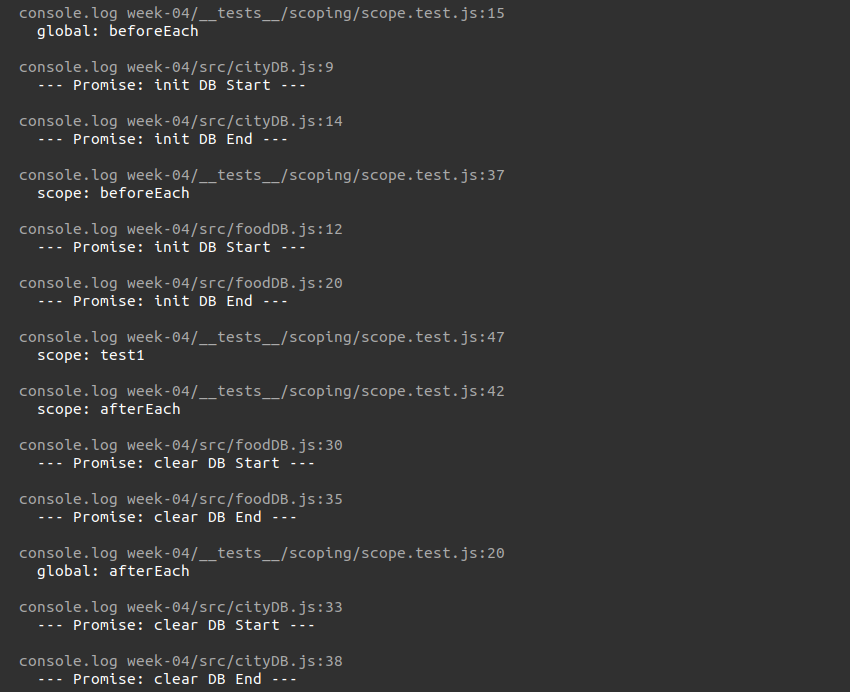 console.log week-04/__tests__/scoping/scope.test.js:15
global: beforeEach
console.log week-04/src/cityDB.js:9
--- Promise: init DB Start ---
console.log week-04/src/cityDB.js:14
--- Promise: init DB End ---
console.log week-04/__tests__/scoping/scope.test.js:37
scope: beforeEach
console.log week-04/src/foodDB.js:12
--- Promise: init DB Start ---
console.log week-04/src/foodDB.js:20
--- Promise: init DB End ---
console.log week-04/__tests__/scoping/scope.test.js:47
scope: test1
console.log week-04/__tests__/scoping/scope.test.js:42
scope: afterEach
console.log week-04/src/foodDB.js:30
--- Promise: clear DB Start ---
console.log week-04/src/foodDB.js:35
--- Promise: clear DB End ---
console.log week-04/__tests__/scoping/scope.test.js:20
global: afterEach
console.log week-04/src/cityDB.js:33
--- Promise: clear DB Start ---
console.log week-04/src/cityDB.js:38
--- Promise: clear DB End ---